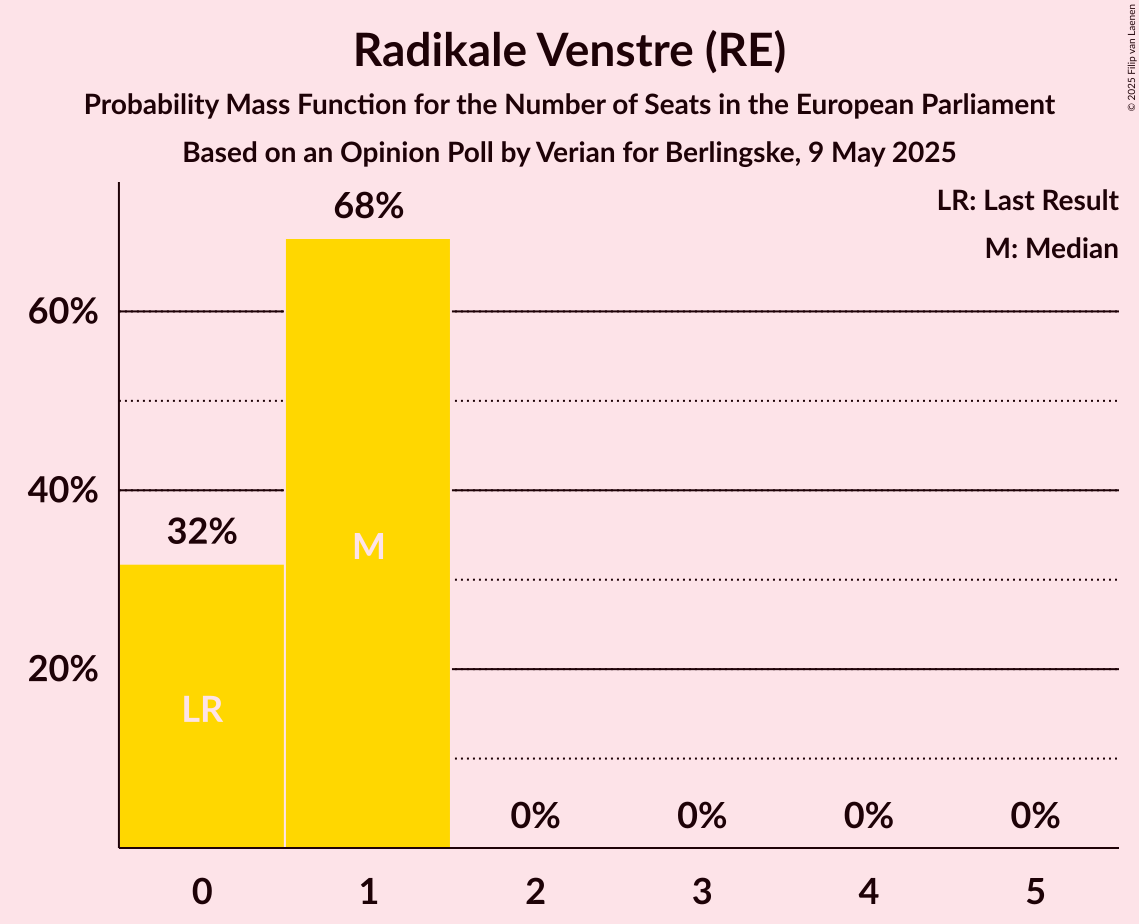 Radikale Venstre (RE)
Probability Mass Function for the Number of Seats in the European Parliament
Based on an Opinion Poll by Verian for Berlingske, 9 May 2025
© 2025 Filip van Laenen
LR: Last Result
M: Median
68%
60%
40%
32%
M
20%
LR
0% 0% 0% 0%
0 1 2 3 4 5